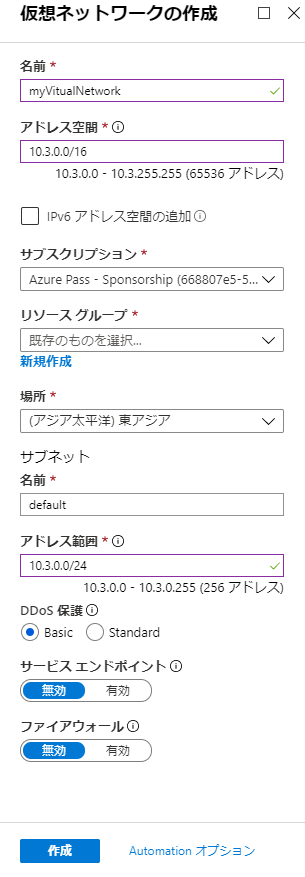 仮想ネットワークの作成
名前 *
myVitualNetwork
アドレス空間 *
10.3.0.0/16
10.3.0.0 - 10.3.255.255 (65536 アドレス)
IPv6 アドレス空間の追加
サブスクリプション *
Azure Pass - Sponsorship (668807e5-5...
リソース グループ *
既存のものを選択...
新規作成
場所 *
(アジア太平洋) 東アジア
サブネット
名前 *
default
アドレス範囲 *
10.3.0.0/24
10.3.0.0 - 10.3.0.255 (256 アドレス)
DDoS 保護
Basic Standard
サービス エンドポイント
無効 有効
ファイアウォール
無効 有効
作成 Automation オプション